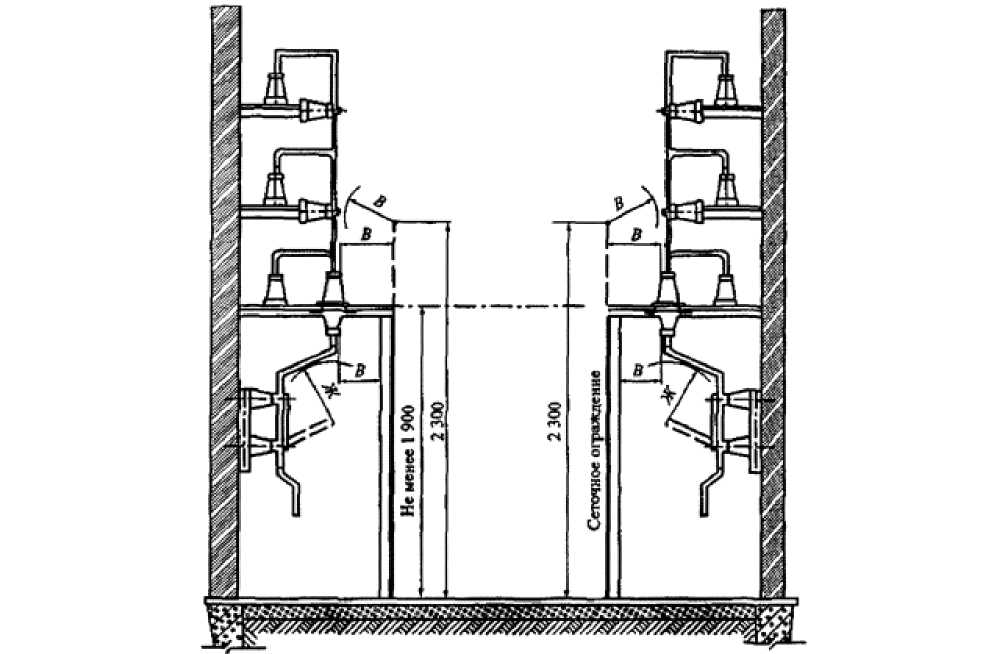 В
В
В
В
В
В
Ж
Ж
Не менее 1 900
2 300
2 300
Сеточное ограждение